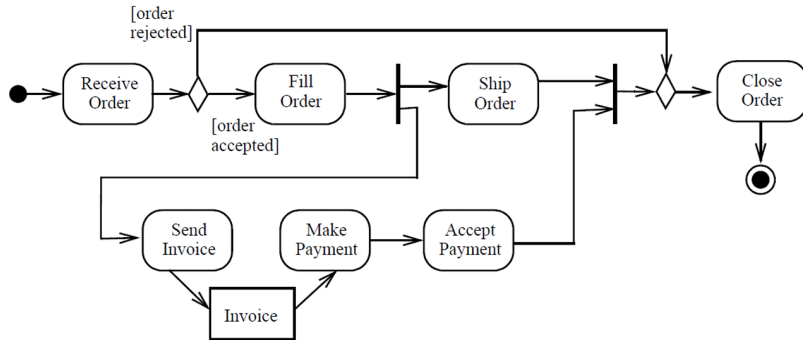 [order
rejected]
Receive
Order
Fill
Order
[order
accepted]
Ship
Order
Close
Order
Send
Invoice
Make
Payment
Accept
Payment
Invoice